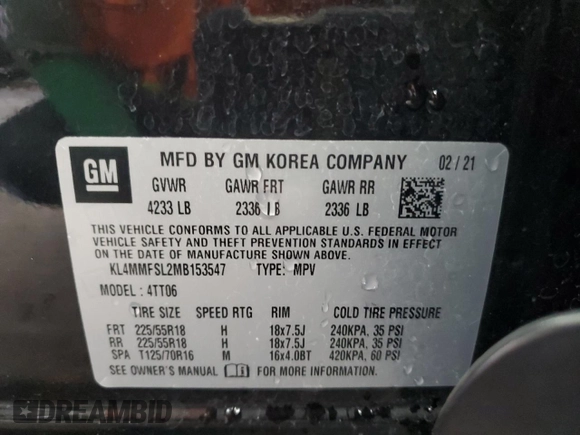 GM
MFD BY GM KOREA COMPANY 02 / 21
GVWR GAWR FRT GAWR RR
4233 LB 2336 LB 2336 LB
THIS VEHICLE CONFORMS TO ALL APPLICABLE U.S. FEDERAL MOTOR
VEHICLE SAFETY AND THEFT PREVENTION STANDARDS IN EFFECT
ON THE DATE OF MANUFACTURE SHOWN ABOVE.
KL4MMFSL2MB153547 TYPE: MPV
MODEL : 4TT06
TIRE SIZE SPEED RTG RIM COLD TIRE PRESSURE
FRT 225/55R18 H 18x7.5J 240KPA, 35 PSI
RR 225/55R18 H 18x7.5J 240KPA, 35 PSI
SPA T125/70R16 M 16x4.0BT 420KPA, 60 PSI
SEE OWNER'S MANUAL FOR MORE INFORMATION.
DREAMBID